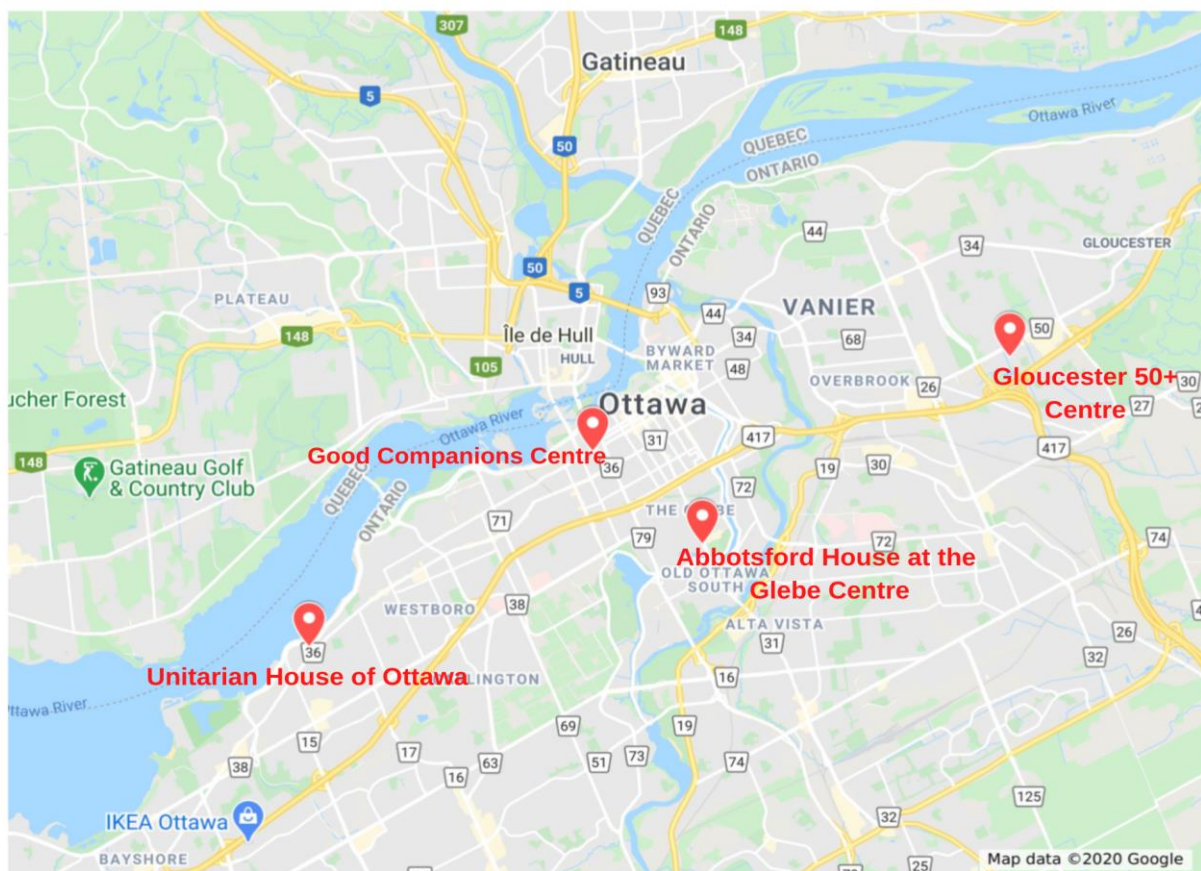 307
148
Gatineau
5
50
Ottawa River
QUEBEC
ONTARIO
QUEBEC
ONTARIO
44
34
GLOUCESTER
50
93
5
PLATEAU
44
VANIER
148
Île de Hull
34
68
50
HULL
BYWARD
MARKET
105
48
OVERBROOK
26
Gloucester 50+
Centre
30
27
ucher Forest
Ottawa
Ottawa River
31
417
417
Good Companions Centre
36
19
30
148
Gatineau Golf
& Country Club
QUEBEC
ONTARIO
72
THE
71
79
72
74
Abbotsford House at the
Glebe Centre
OLD OTTAWA
SOUTH
WESTBORO
38
ALTA VISTA
31
26
36
32
Unitarian House of Ottawa
16
Ottawa River
69
19
15
17
63
16
51
73
74
38
125
IKEA Ottawa
32
BAYSHORE
25
Map data ©2020 Google